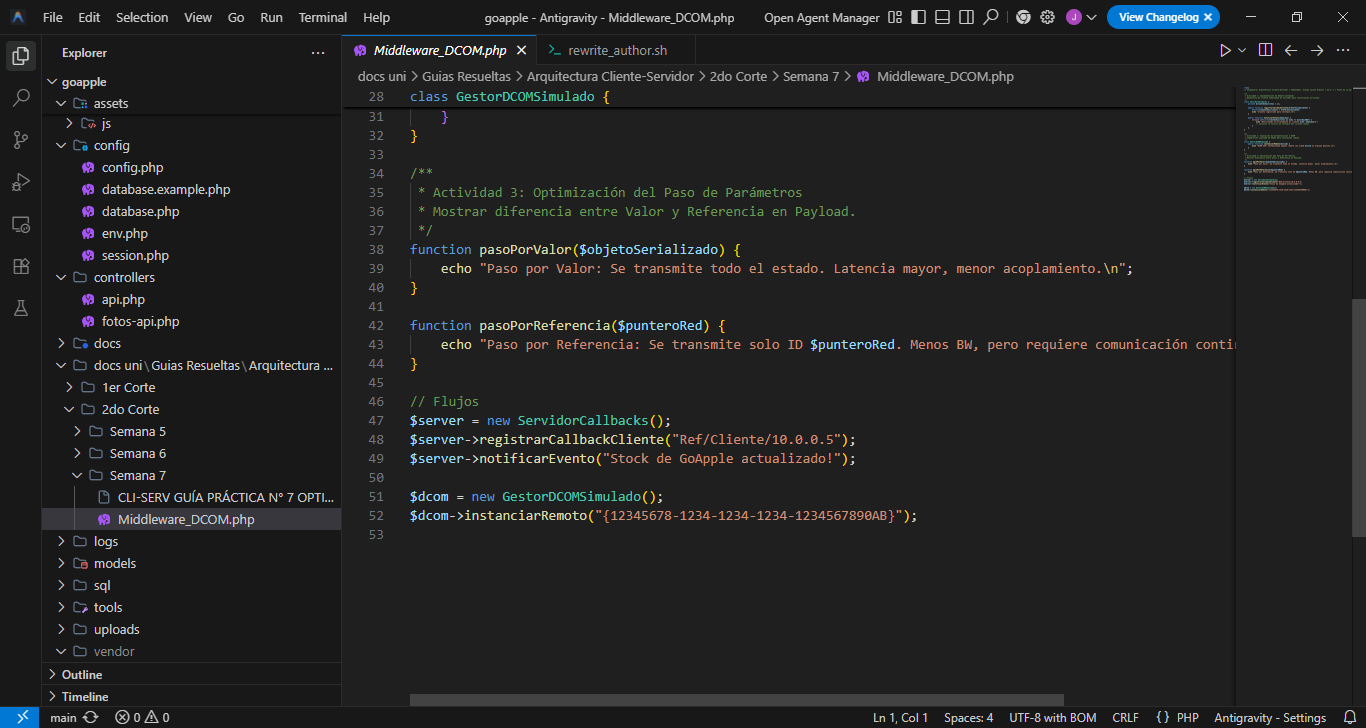 File Edit Selection View Go Run Terminal Help goapple - Antigravity - Middleware_DCOM.php Open Agent Manager J View Changelog
Explorer
goapple
assets
js
config
config.php
database.example.php
database.php
env.php
session.php
controllers
api.php
fotos-api.php
docs
docs uni\Guias Resueltas\Arquitectura ...
1er Corte
2do Corte
Semana 5
Semana 6
Semana 7
CLI-SERV GUÍA PRÁCTICA N° 7 OPTI...
Middleware_DCOM.php
logs
models
sql
tools
uploads
vendor
Outline
Timeline
Middleware_DCOM.php rewrite_author.sh
docs uni > Guias Resueltas > Arquitectura Cliente-Servidor > 2do Corte > Semana 7 > Middleware_DCOM.php
28 class GestorDCOMSimulado {
31 }
32 }
33
34 /**
35 * Actividad 3: Optimización del Paso de Parámetros
36 * Mostrar diferencia entre Valor y Referencia en Payload.
37 */
38 function pasoPorValor($objetoSerializado) {
39 echo "Paso por Valor: Se transmite todo el estado. Latencia mayor, menor acoplamiento.\n";
40 }
41
42 function pasoPorReferencia($punteroRed) {
43 echo "Paso por Referencia: Se transmite solo ID $punteroRed. Menos BW, pero requiere comunicación conti
44 }
45
46 // Flujos
47 $server = new ServidorCallbacks();
48 $server->registrarCallbackCliente("Ref/Cliente/10.0.0.5");
49 $server->notificarEvento("Stock de GoApple actualizado!");
50
51 $dcom = new GestorDCOMSimulado();
52 $dcom->instanciarRemoto("{12345678-1234-1234-1234-1234567890AB}");
53
main 0 0 Ln 1, Col 1 Spaces: 4 UTF-8 with BOM CRLF {} PHP Antigravity - Settings